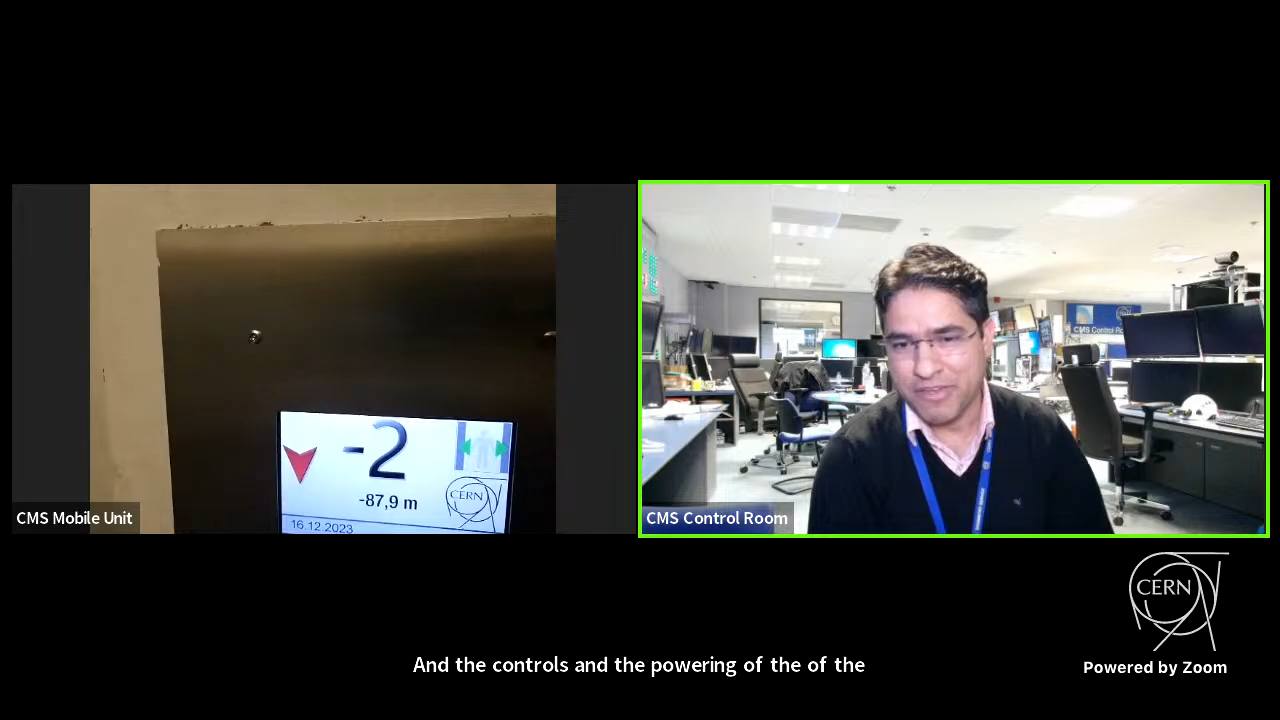 -2
-87,9 m
CERN
16.12.2023
CMS Mobile Unit
CMS Control Ro
CMS Control Room
CERN
And the controls and the powering of the of the
Powered by Zoom